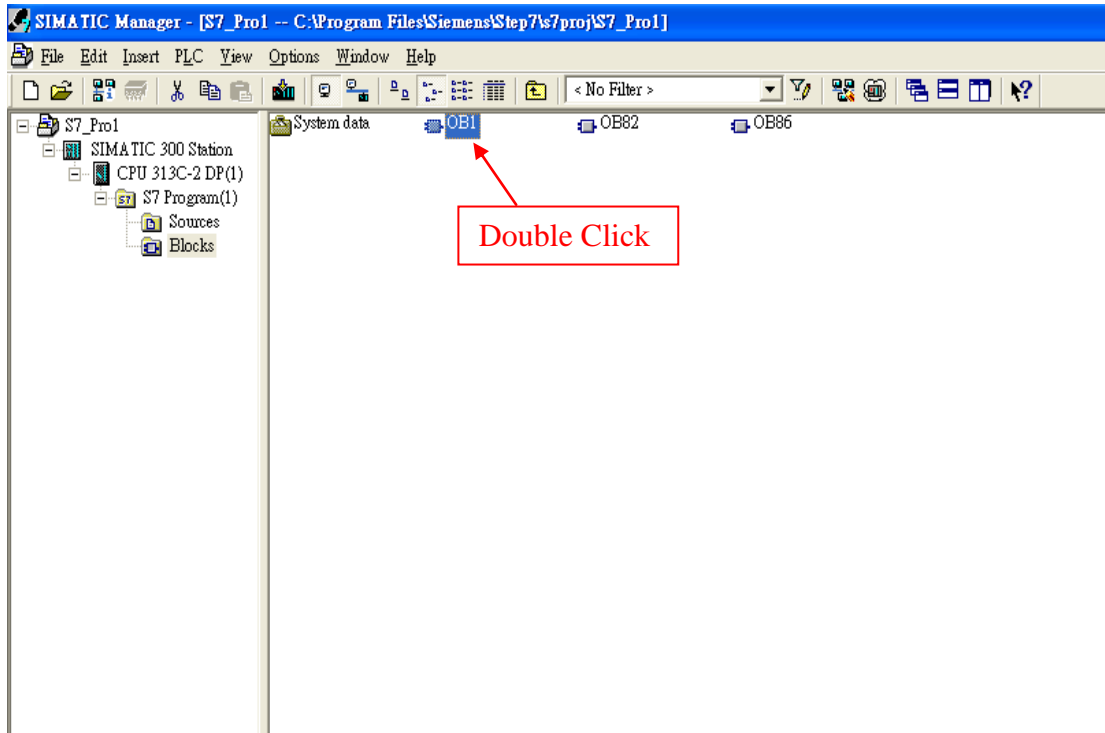 SIMATIC Manager - [S7_Pro1 -- C:\Program Files\Siemens\Step7\s7proj\S7_Pro1]
File Edit Insert PLC View Options Window Help
< No Filter >
S7_Pro1
SIMATIC 300 Station
CPU 313C-2 DP(1)
S7 Program(1)
Sources
Blocks
System data OB1 OB82 OB86
Double Click